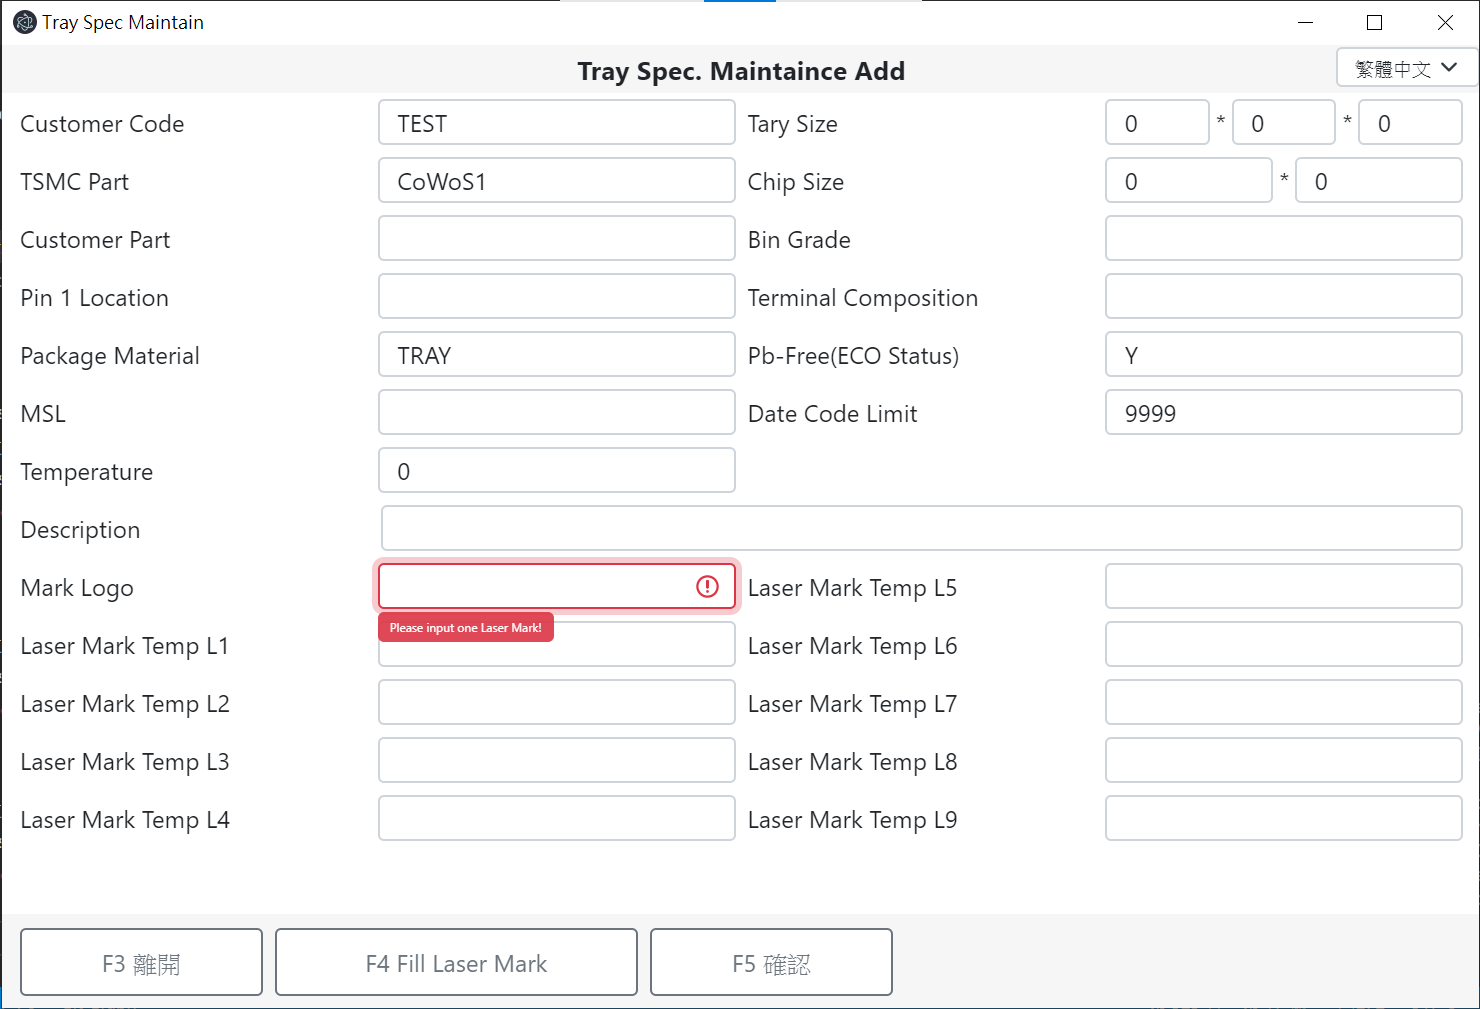 Tray Spec Maintain
Tray Spec. Maintaince Add
繁體中文
Customer Code TEST Tary Size 0 * 0 * 0
TSMC Part CoWoS1 Chip Size 0 * 0
Customer Part Bin Grade
Pin 1 Location Terminal Composition
Package Material TRAY Pb-Free(ECO Status) Y
MSL Date Code Limit 9999
Temperature 0
Description
Mark Logo Laser Mark Temp L5
Please input one Laser Mark!
Laser Mark Temp L1 Laser Mark Temp L6
Laser Mark Temp L2 Laser Mark Temp L7
Laser Mark Temp L3 Laser Mark Temp L8
Laser Mark Temp L4 Laser Mark Temp L9
F3 離開 F4 Fill Laser Mark F5 確認